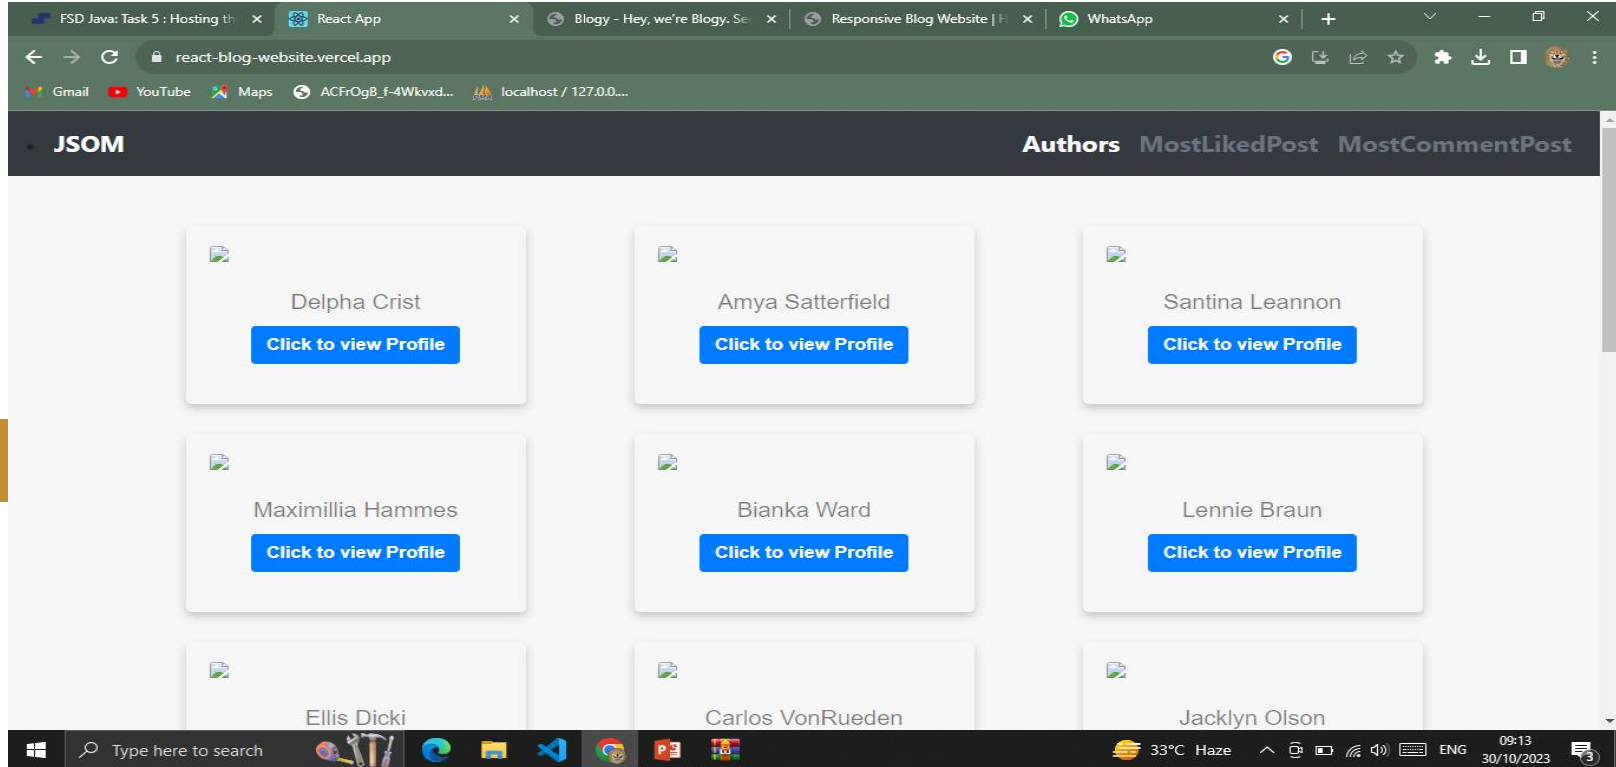 FSD Java: Task 5 : Hosting th
React App
Blogy - Hey, we're Blogy. Se
Responsive Blog Website | H
WhatsApp
react-blog-website.vercel.app
Gmail YouTube Maps ACFrOgB_f-4Wkvxd... localhost / 127.0.0....
JSOM Authors MostLikedPost MostCommentPost
Delpha Crist Amya Satterfield Santina Leannon
Click to view Profile Click to view Profile Click to view Profile
Maximillia Hammes Bianka Ward Lennie Braun
Click to view Profile Click to view Profile Click to view Profile
Ellis Dicki Carlos VonRueden Jacklyn Olson
Type here to search 33°C Haze ENG 09:13
30/10/2023 3